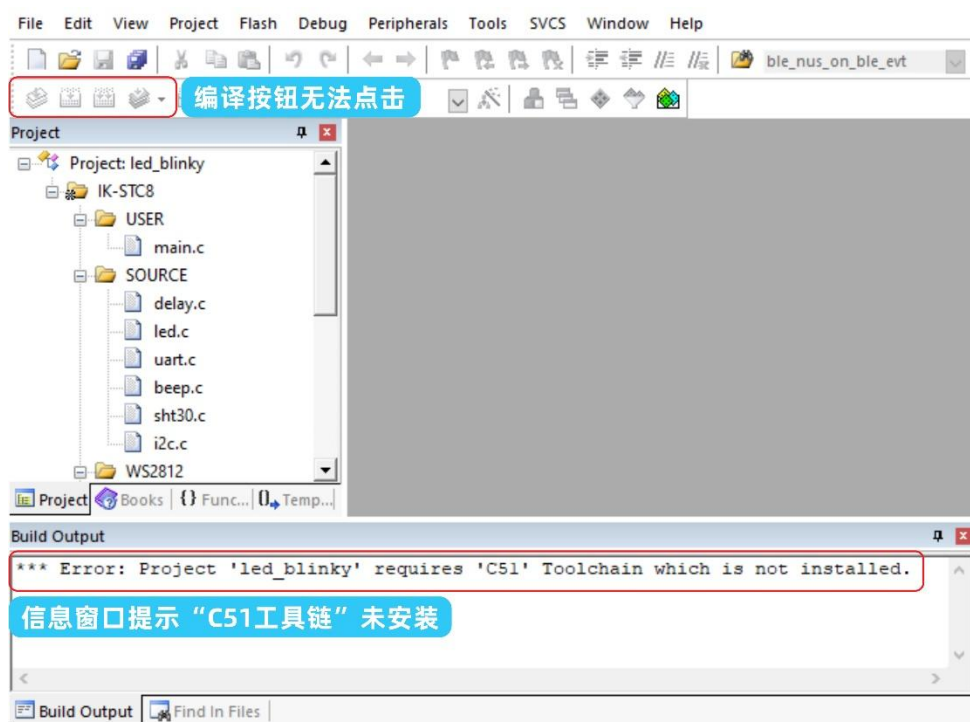 File Edit View Project Flash Debug Peripherals Tools SVCS Window Help
ble_nus_on_ble_evt
编译按钮无法点击
Project
Project: led_blinky
IK-STC8
USER
main.c
SOURCE
delay.c
led.c
uart.c
beep.c
sht30.c
i2c.c
WS2812
Project Books {} Func... 0 Temp...
Build Output
*** Error: Project 'led_blinky' requires 'C51' Toolchain which is not installed.
信息窗口提示“C51工具链”未安装
Build Output Find In Files